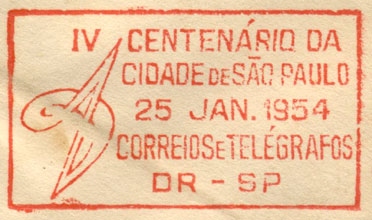 IV CENTENÁRIO DA
CIDADE DE SÃO PAULO
25 JAN. 1954
CORREIOS E TELÉGRAFOS
DR - SP